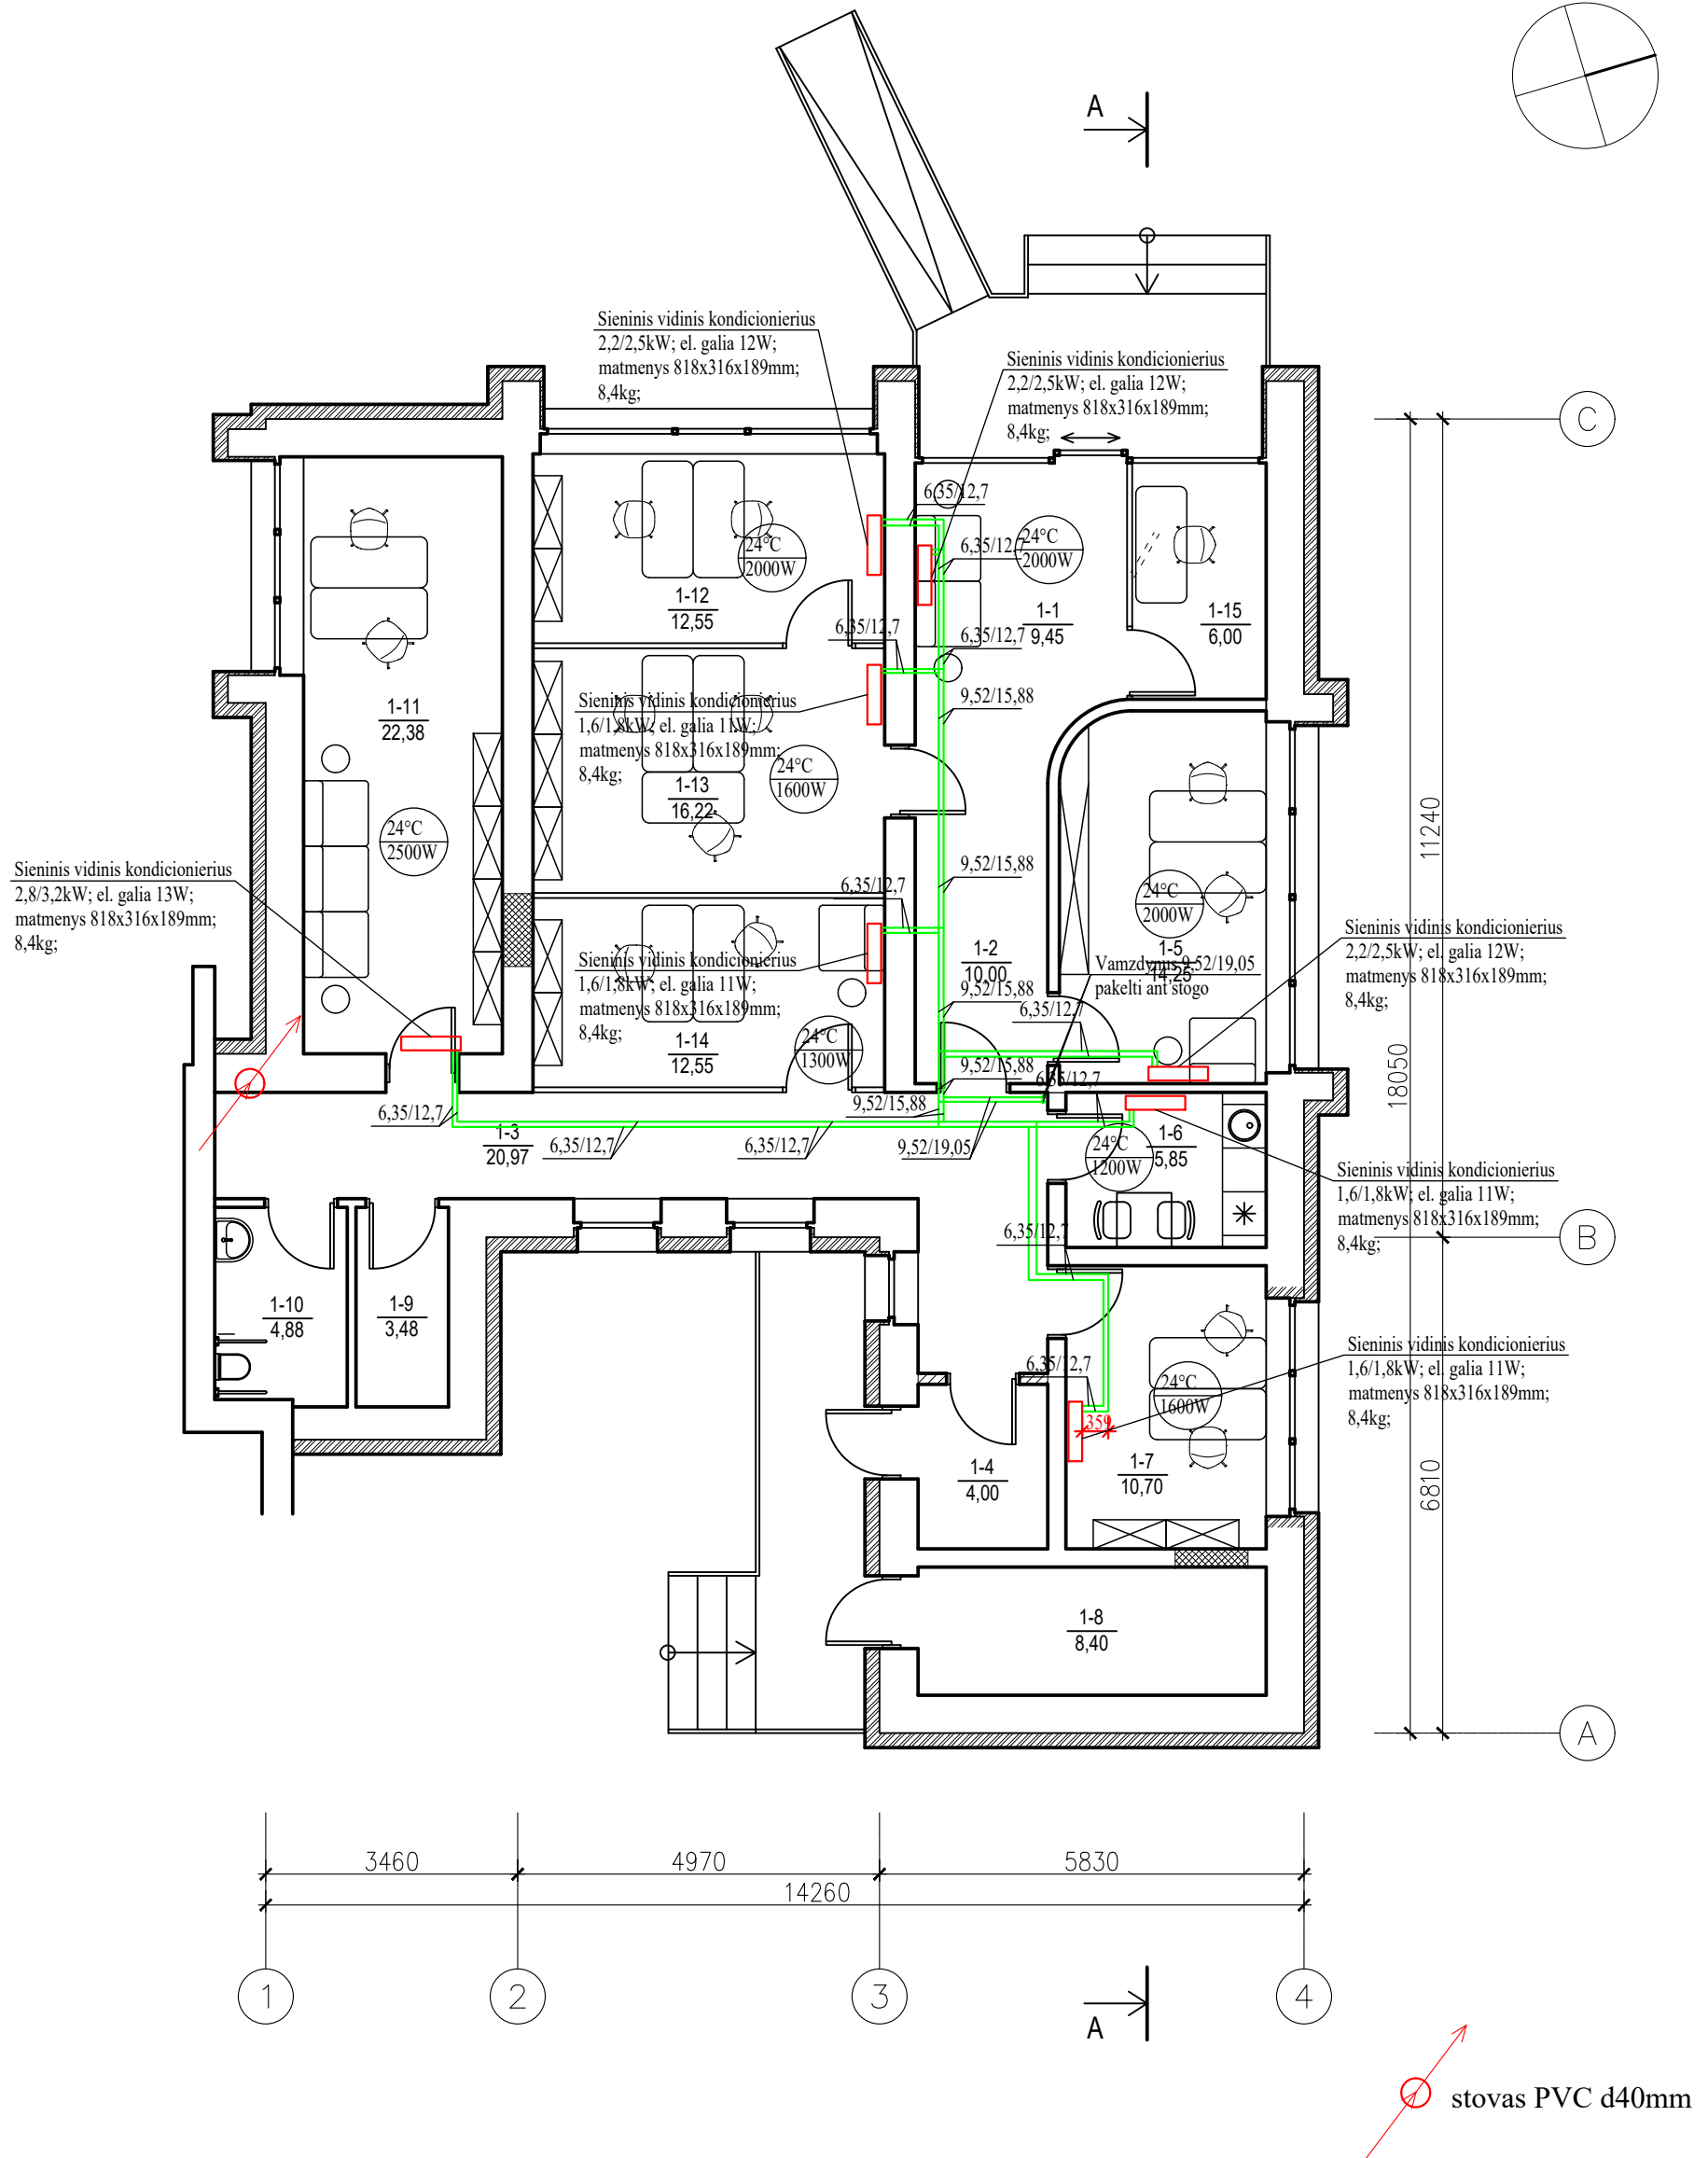 A
Sieninis vidinis kondicionierius
2,2/2,5kW; el. galia 12W;
matmenys 818x316x189mm;
8,4kg;
Sieninis vidinis kondicionierius
2,2/2,5kW; el. galia 12W;
matmenys 818x316x189mm;
8,4kg;
C
6,35/12,7
24°C
2000W
6,35/12,7
24°C
2000W
1-12
12,55
1-1
9,45
1-15
6,00
6,35/12,7
6,35/12,7
9,52/15,88
Sieninis vidinis kondicionierius
1,6/1,8kW; el. galia 11W;
matmenys 818x316x189mm;
8,4kg;
1-11
22,38
24°C
1600W
1-13
16,22
24°C
2500W
11240
9,52/15,88
6,35/12,7
24°C
2000W
Sieninis vidinis kondicionierius
2,8/3,2kW; el. galia 13W;
matmenys 818x316x189mm;
8,4kg;
Sieninis vidinis kondicionierius
2,2/2,5kW; el. galia 12W;
matmenys 818x316x189mm;
8,4kg;
1-2
10,00
1-5
14,25
Vamzdynus 9,52/19,05
pakelti ant stogo
Sieninis vidinis kondicionierius
1,6/1,8kW; el. galia 11W;
matmenys 818x316x189mm;
8,4kg;
9,52/15,88
6,35/12,7
1-14
12,55
24°C
1300W
9,52/15,88
6,35/12,7
18050
6,35/12,7
9,52/15,88
1-3
20,97
6,35/12,7
6,35/12,7
9,52/19,05
24°C
1200W
1-6
5,85
Sieninis vidinis kondicionierius
1,6/1,8kW; el. galia 11W;
matmenys 818x316x189mm;
8,4kg;
B
6,35/12,7
1-10
4,88
1-9
3,48
Sieninis vidinis kondicionierius
1,6/1,8kW; el. galia 11W;
matmenys 818x316x189mm;
8,4kg;
6,35/12,7
24°C
1600W
359
1-4
4,00
1-7
10,70
6810
1-8
8,40
A
3460
4970
5830
14260
1
2
3
4
A
stovas PVC d40mm